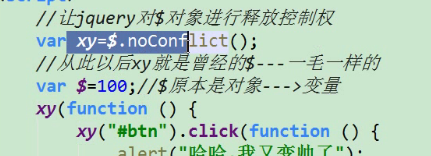 //让jquery对$对象进行释放控制权
var xy=$.noConflict();
//从此以后xy就是曾经的$---一毛一样的
var $=100;//$原本是对象--->变量
xy(function () {
xy("#btn").click(function () {
alert("哈哈,我又变帅了");